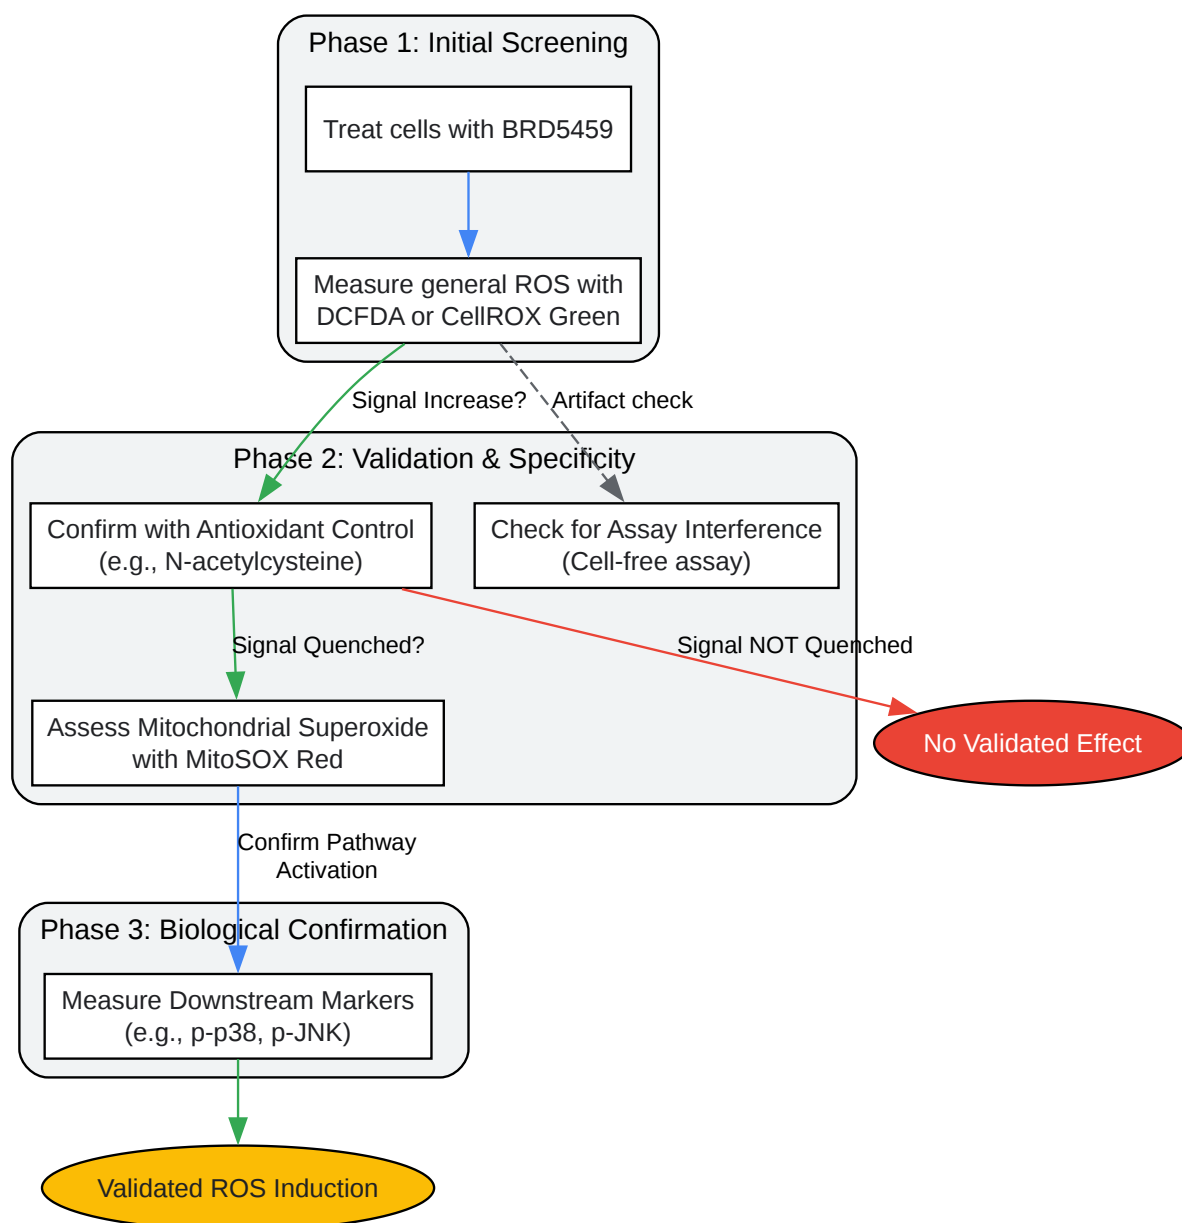 Phase 1: Initial Screening
Treat cells with BRD5459
Measure general ROS with
DCFDA or CellROX Green
Signal Increase?
Artifact check
Phase 2: Validation & Specificity
Confirm with Antioxidant Control
(e.g., N-acetylcysteine)
Check for Assay Interference
(Cell-free assay)
Signal Quenched?
Signal NOT Quenched
Assess Mitochondrial Superoxide
with MitoSOX Red
No Validated Effect
Confirm Pathway
Activation
Phase 3: Biological Confirmation
Measure Downstream Markers
(e.g., p-p38, p-JNK)
Validated ROS Induction